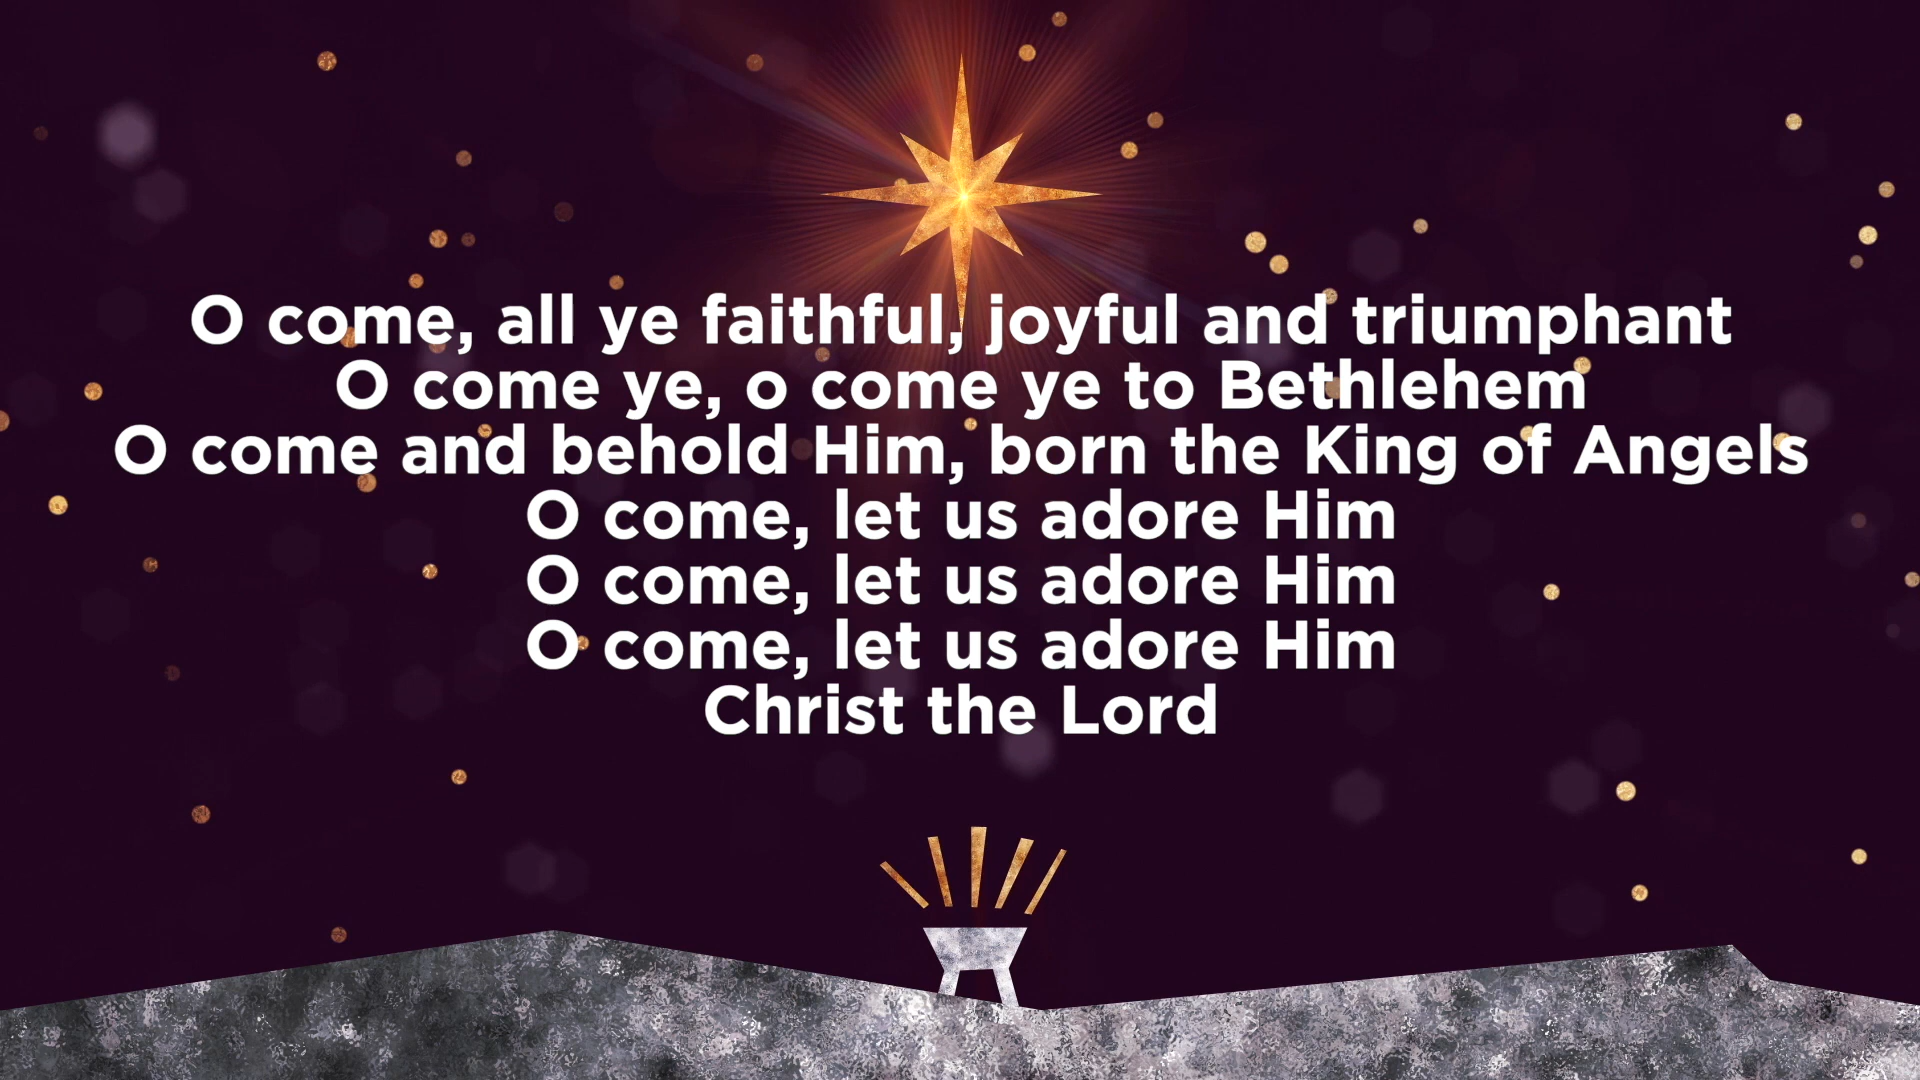 O come, all ye faithful, joyful and triumphant
O come ye, o come ye to Bethlehem
O come and behold Him, born the King of Angels
O come, let us adore Him
O come, let us adore Him
O come, let us adore Him
Christ the Lord